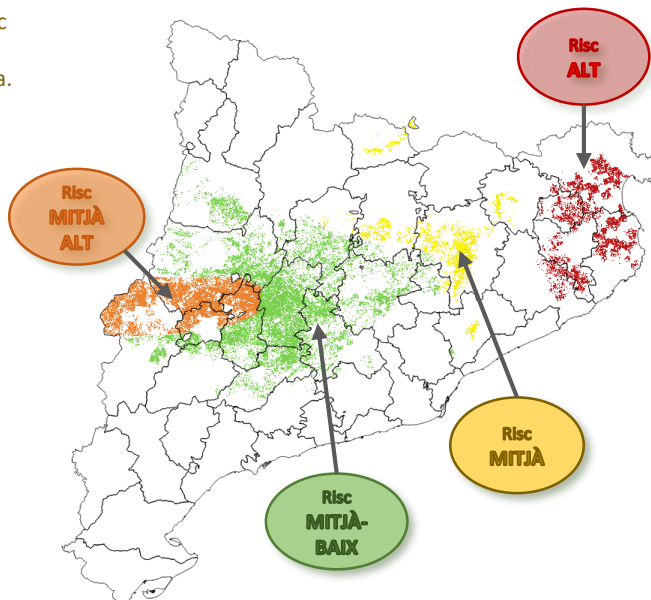 c
a.
Risc
ALT
Risc
MITJÀ
ALT
Risc
MITJÀ
Risc
MITJÀ-
BAIX